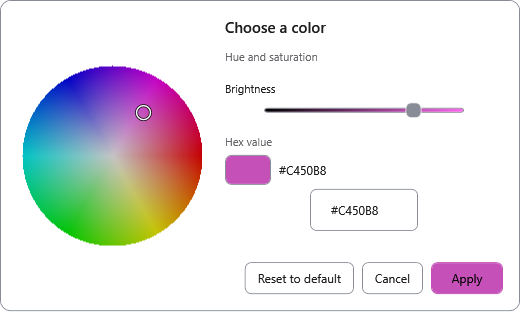 Choose a color
Hue and saturation
Brightness
Hex value
#C450B8
#C450B8
Reset to default
Cancel
Apply